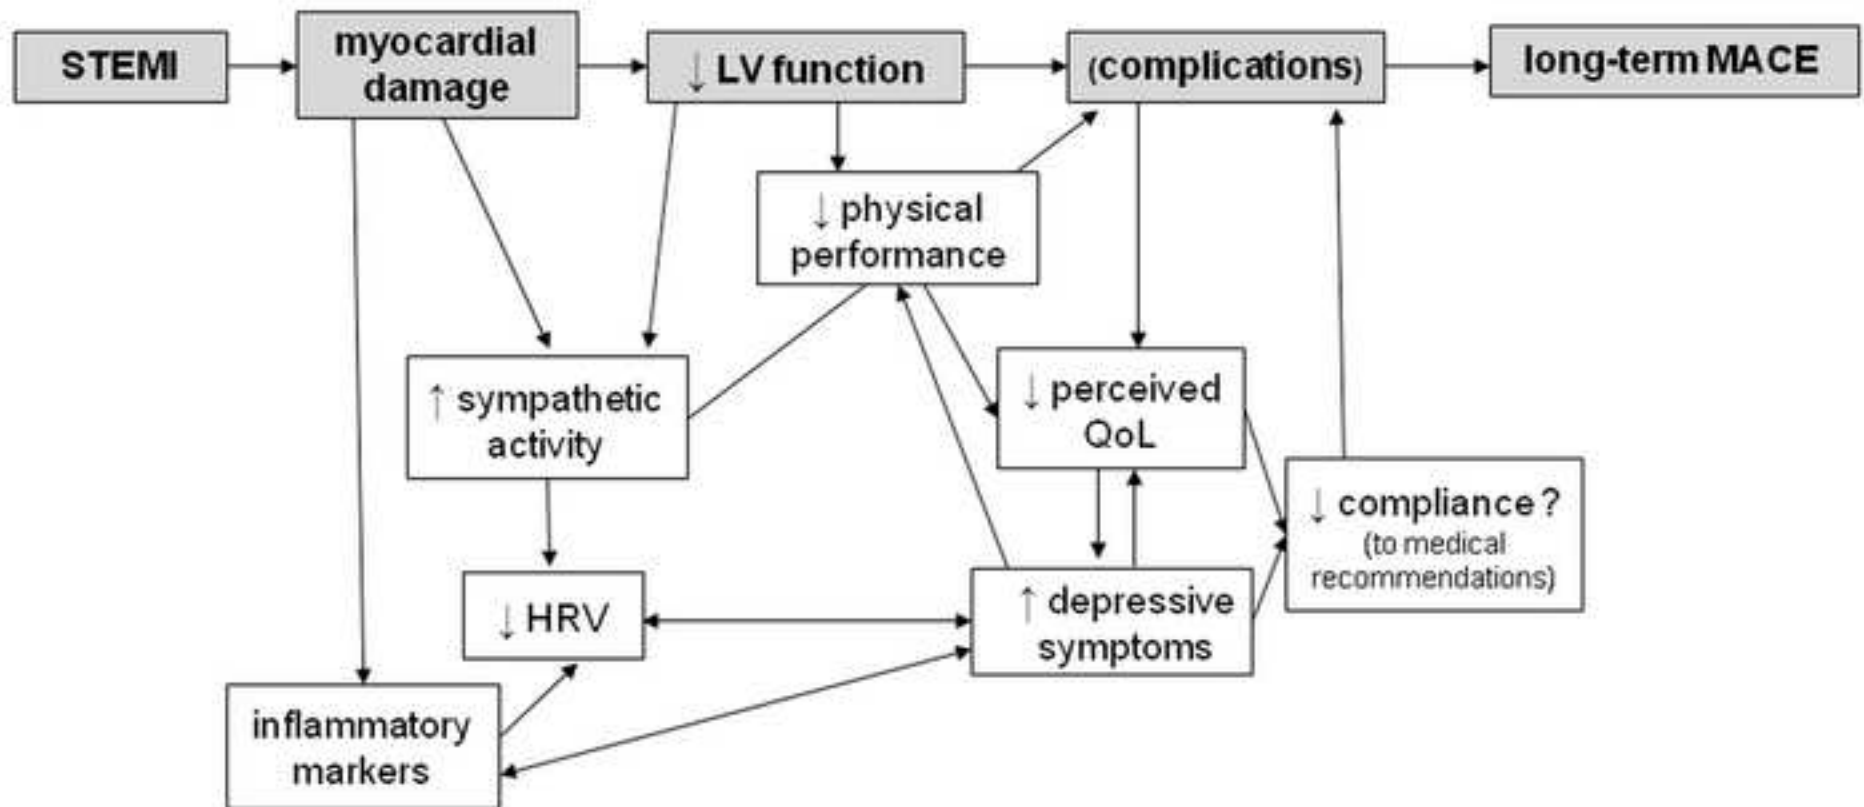 STEMI
myocardial
damage
↓ LV function
(complications)
long-term MACE
↓ physical
performance
↑ sympathetic
activity
↓ perceived
QoL
↓ compliance ?
(to medical
recommendations)
↓ HRV
↑ depressive
symptoms
inflammatory
markers